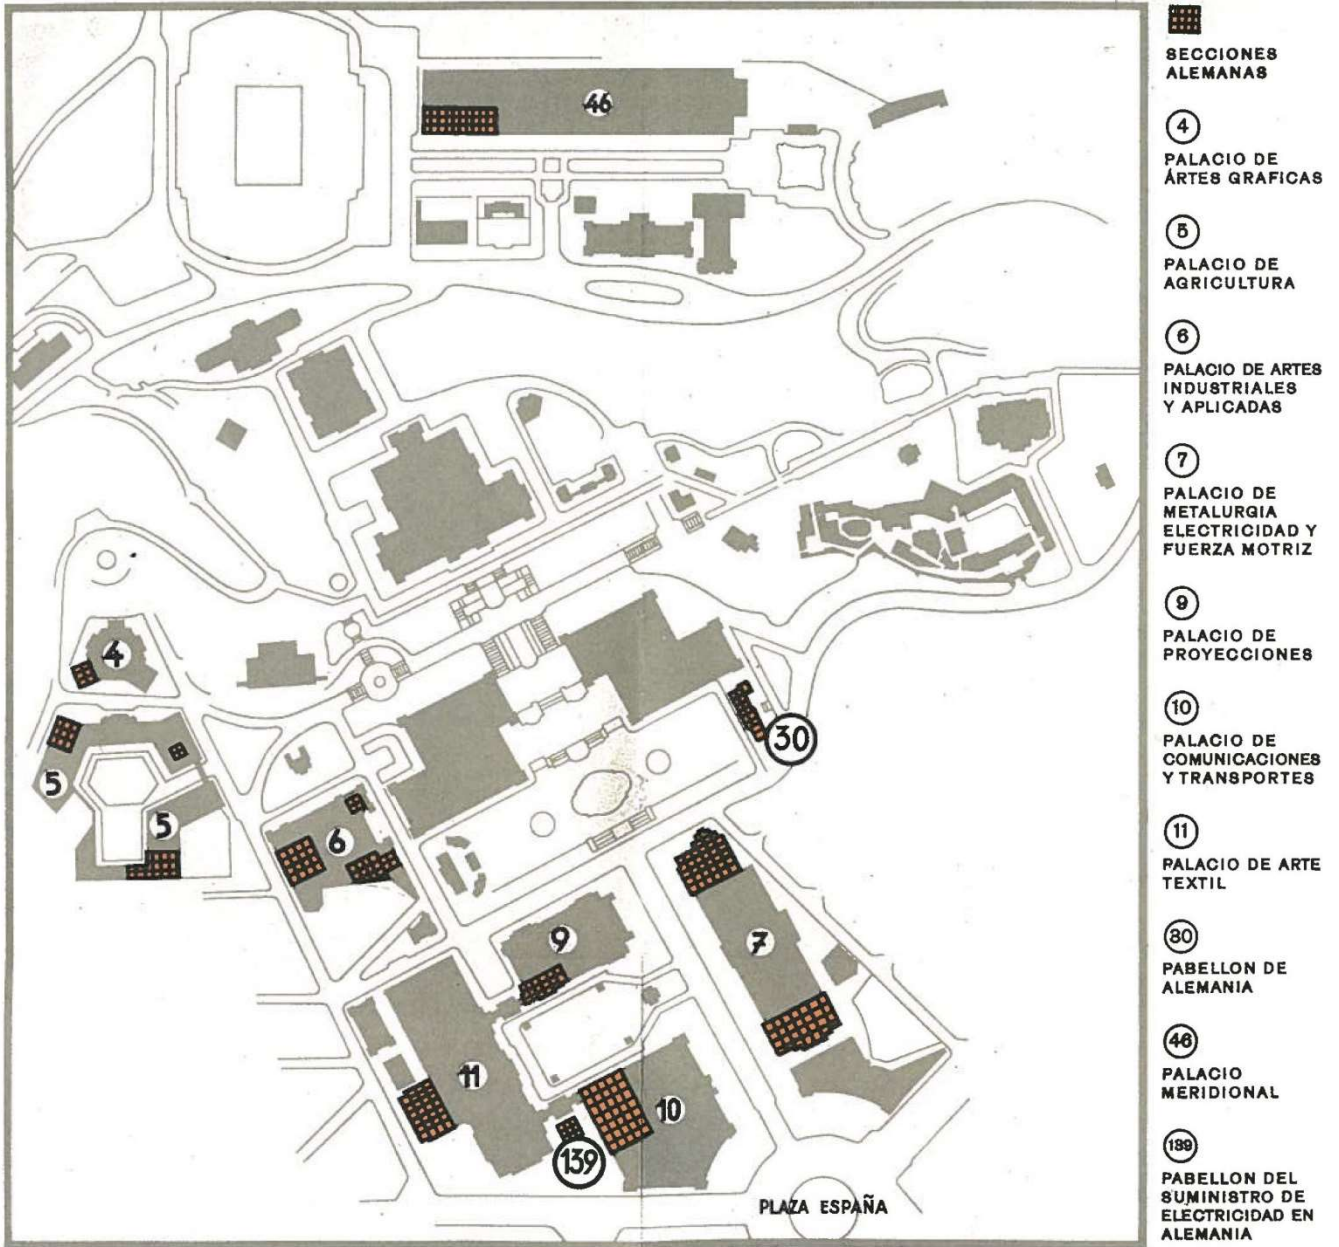 46
4
5
5
6
30
9
7
11
10
139
PLAZA ESPAÑA
SECCIONES
ALEMANAS
4
PALACIO DE
ÁRTES GRAFICAS
5
PALACIO DE
AGRICULTURA
6
PALACIO DE ARTES
INDUSTRIALES
Y APLICADAS
7
PALACIO DE
METALURGIA
ELECTRICIDAD Y
FUERZA MOTRIZ
9
PALACIO DE
PROYECCIONES
10
PALACIO DE
COMUNICACIONES
Y TRANSPORTES
11
PALACIO DE ARTE
TEXTIL
30
PABELLON DE
ALEMANIA
46
PALACIO
MERIDIONAL
139
PABELLON DEL
SUMINISTRO DE
ELECTRICIDAD EN
ALEMANIA